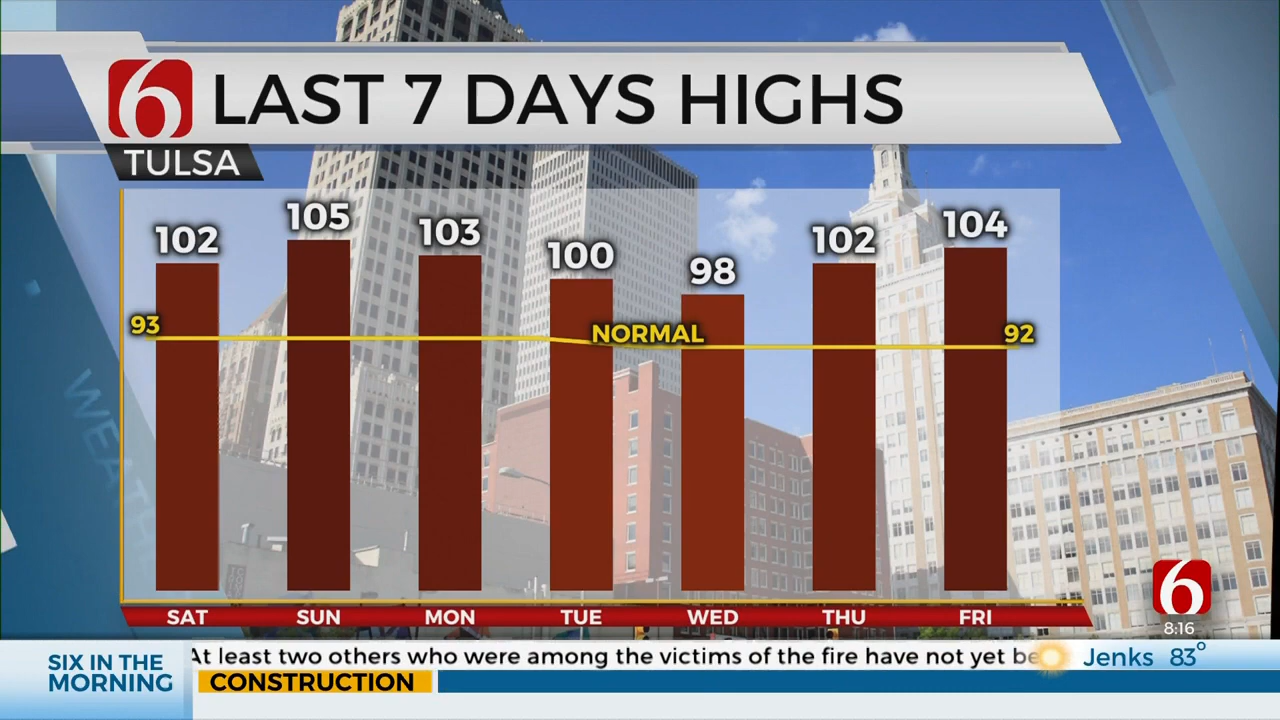 6 LAST 7 DAYS HIGHS
TULSA
102 105 103 100 98 102 104
93 NORMAL 92
SAT SUN MON TUE WED THU FRI
WEATH
6
8:16
SIX IN THE
MORNING
At least two others who were among the victims of the fire have not yet be
Jenks 83°
CONSTRUCTION